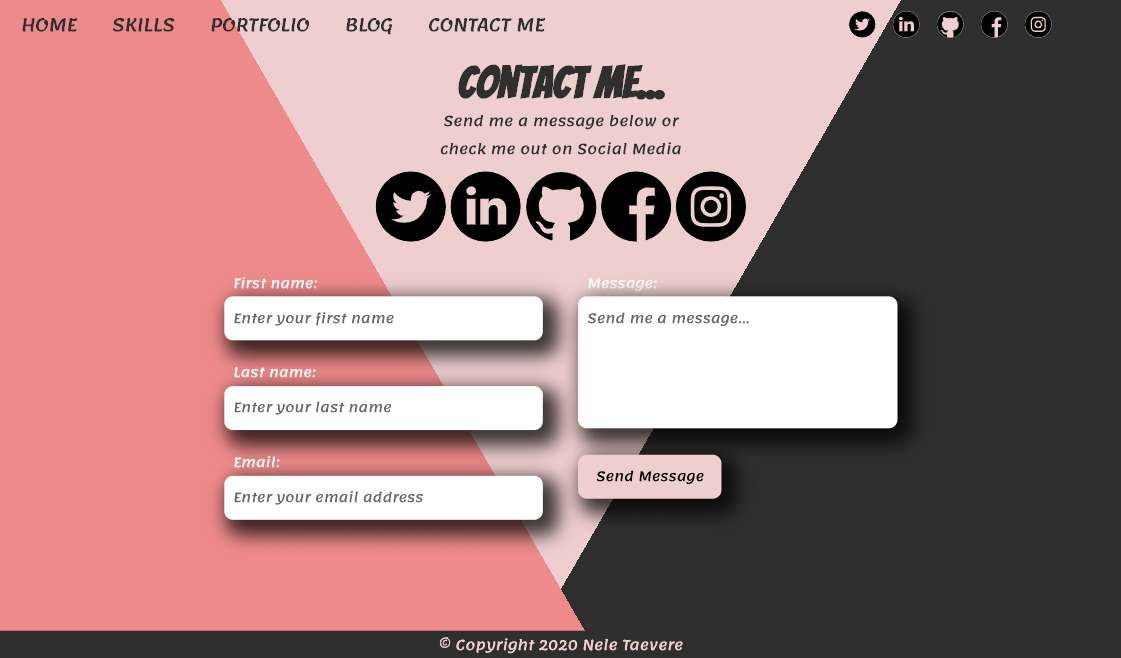 HOME SKILLS PORTFOLIO BLOG CONTACT ME
CONTACT ME...
Send me a message below or
check me out on Social Media
First name:
Enter your first name
Last name:
Enter your last name
Email:
Enter your email address
Message:
Send me a message...
Send Message
© Copyright 2020 Nele Taevere